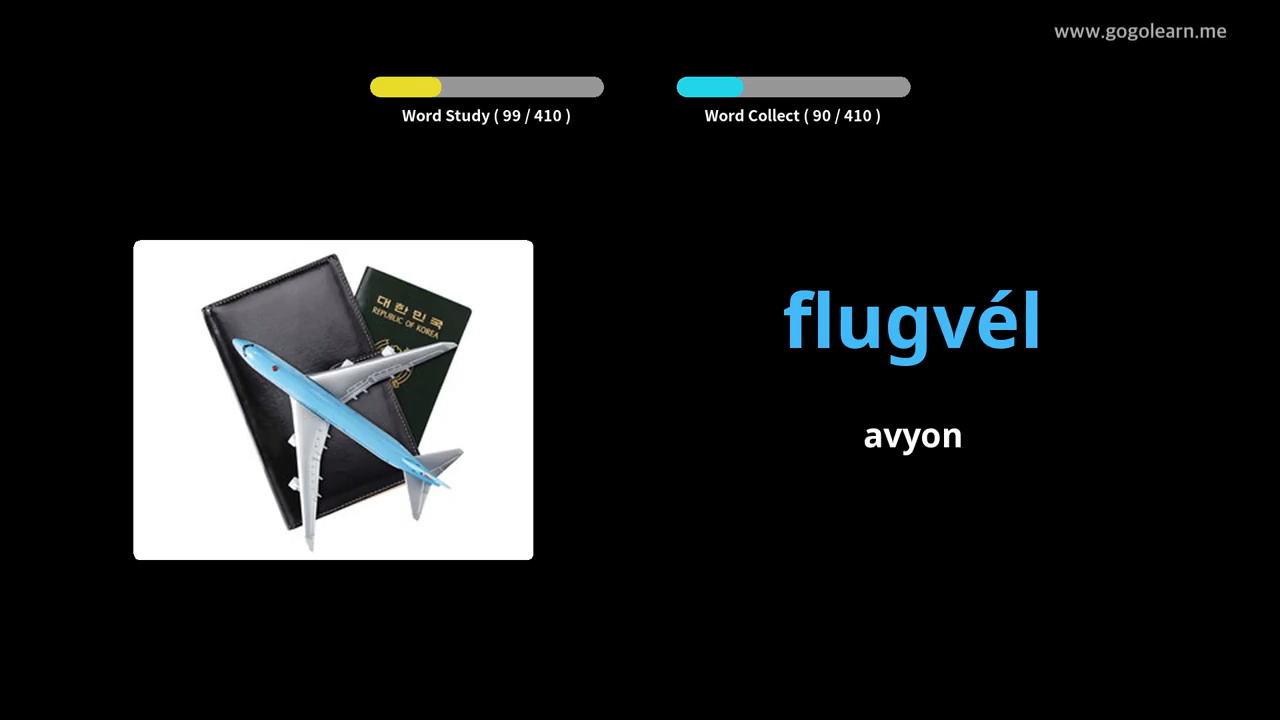 www.gogolearn.me
Word Study ( 99 / 410 )
Word Collect ( 90 / 410 )
대한민국
REPUBLIC OF KOREA
flugvél
avyon